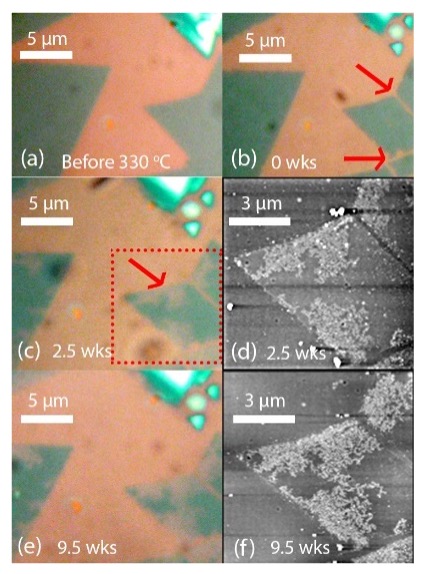 5 μm
(a) Before 330 ºC
5 μm
(b) 0 wks
5 μm
(c) 2.5 wks
3 μm
(d) 2.5 wks
5 μm
(e) 9.5 wks
3 μm
(f) 9.5 wks